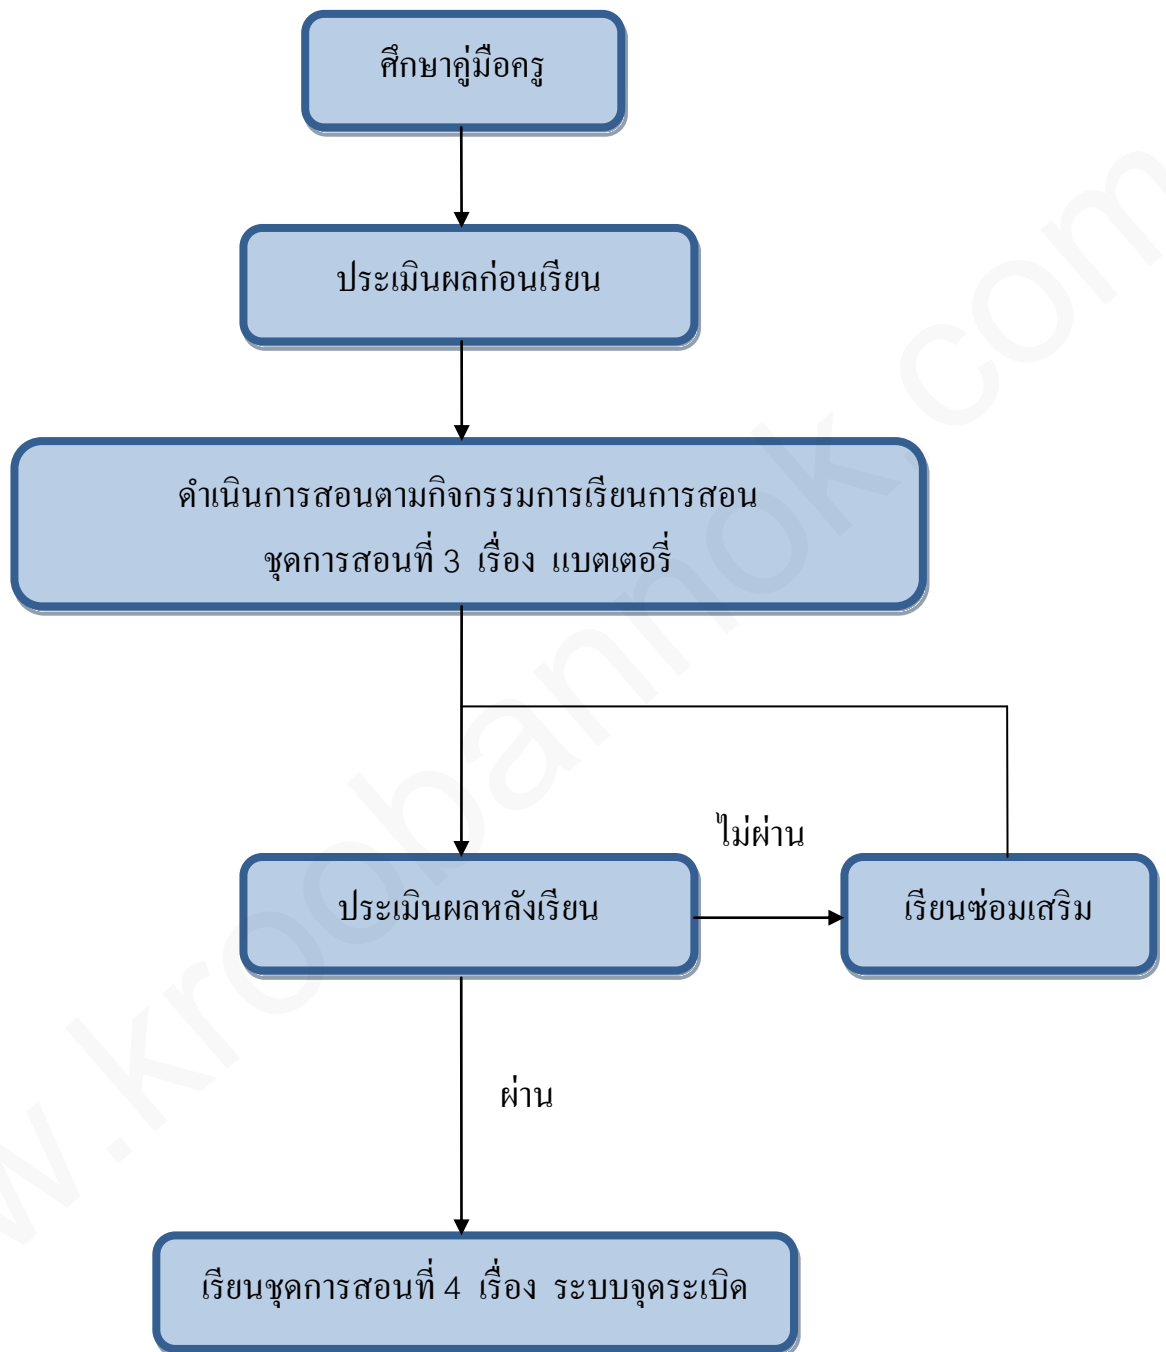 ศึกษาคู่มือครู
ประเมินผลก่อนเรียน
ดำเนินการสอนตามกิจกรรมการเรียนการสอน
ชุดการสอนที่ 3 เรื่อง แบตเตอรี่
ไม่ผ่าน
ประเมินผลหลังเรียน
เรียนซ่อมเสริม
ผ่าน
เรียนชุดการสอนที่ 4 เรื่อง ระบบจุดระเบิด
w.kroobannok.com